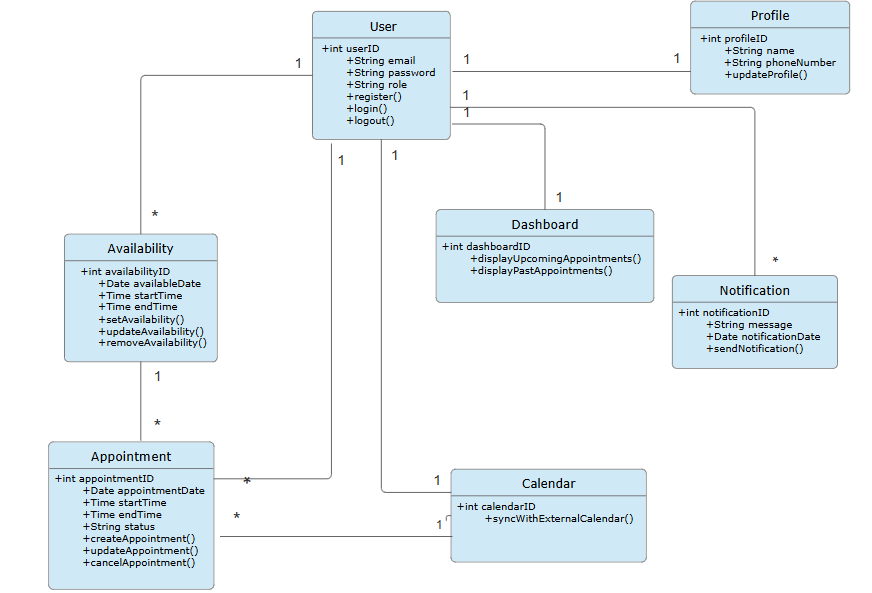 User
+int userID
+String email
+String password
+String role
+register()
+login()
+logout()
Profile
+int profileID
+String name
+String phoneNumber
+updateProfile()
1
1
1
1
1
1
1
1
*
*
Dashboard
+int dashboardID
+displayUpcomingAppointments()
+displayPastAppointments()
Availability
+int availabilityID
+Date availableDate
+Time startTime
+Time endTime
+setAvailability()
+updateAvailability()
+removeAvailability()
Notification
+int notificationID
+String message
+Date notificationDate
+sendNotification()
1
*
Appointment
+int appointmentID
+Date appointmentDate
+Time startTime
+Time endTime
+String status
+createAppointment()
+updateAppointment()
+cancelAppointment()
*
*
1
1
Calendar
+int calendarID
+syncWithExternalCalendar()